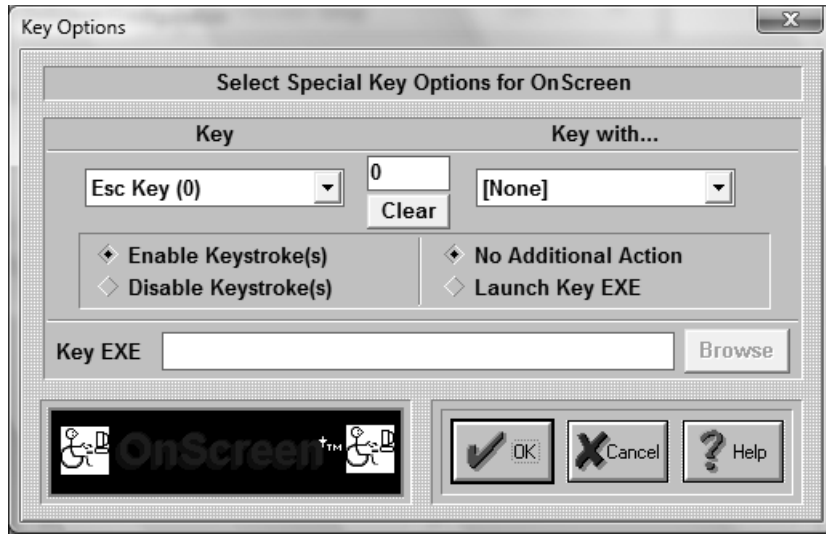 Key Options
Select Special Key Options for OnScreen
Key Key with...
Esc Key (0) 0 [None]
Clear
Enable Keystroke(s) No Additional Action
Disable Keystroke(s) Launch Key EXE
Key EXE Browse
OnScreen+™ OK Cancel Help